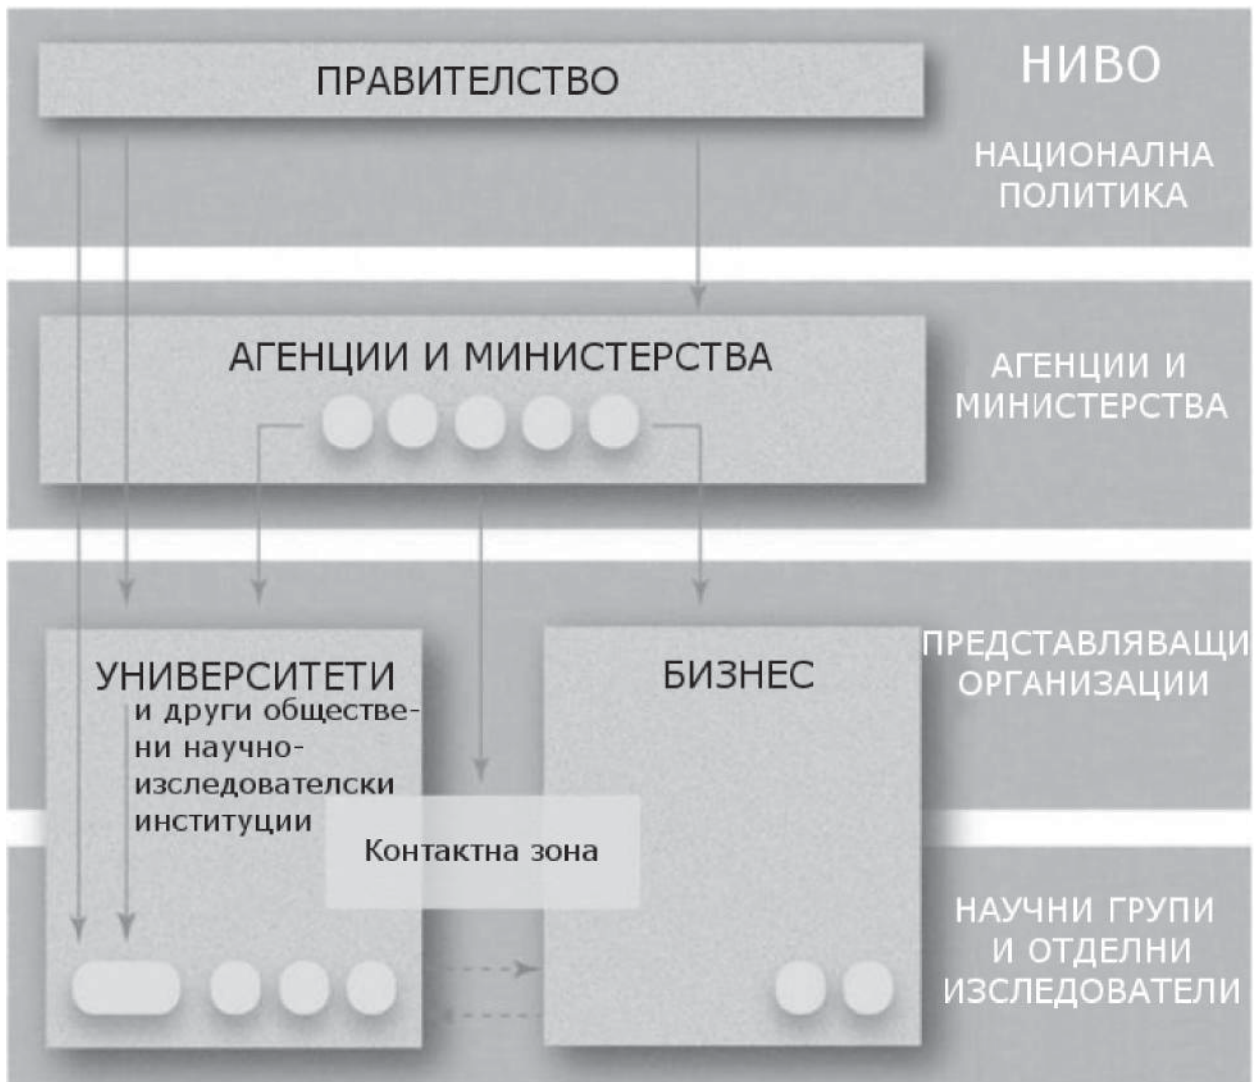 ПРАВИТЕЛСТВО
НИВО
НАЦИОНАЛНА
ПОЛИТИКА
АГЕНЦИИ И МИНИСТЕРСТВА
АГЕНЦИИ И
МИНИСТЕРСТВА
УНИВЕРСИТЕТИ
и други обществе-
ни научно-
изследователски
институции
БИЗНЕС
ПРЕДСТАВЛЯВАЩИ
ОРГАНИЗАЦИИ
Контактна зона
НАУЧНИ ГРУПИ
И ОТДЕЛНИ
ИЗСЛЕДОВАТЕЛИ